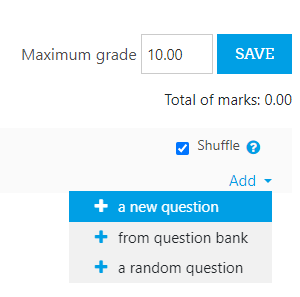 Maximum grade 10.00 SAVE
Total of marks: 0.00
Shuffle
Add
a new question
from question bank
a random question